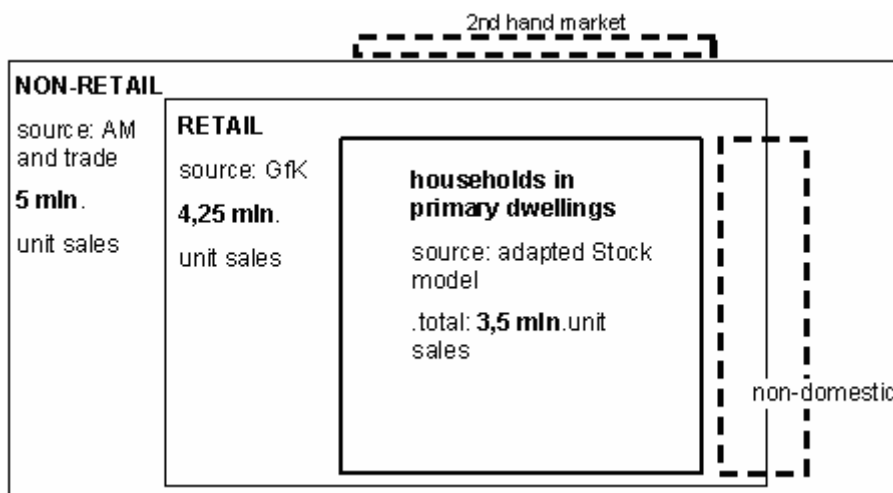 2nd hand market
NON-RETAIL
source: AM
and trade
5 mln.
unit sales
RETAIL
source: GfK
4,25 mln.
unit sales
households in
primary dwellings
source: adapted Stock
model
.total: 3,5 mln.unit
sales
non-domestic